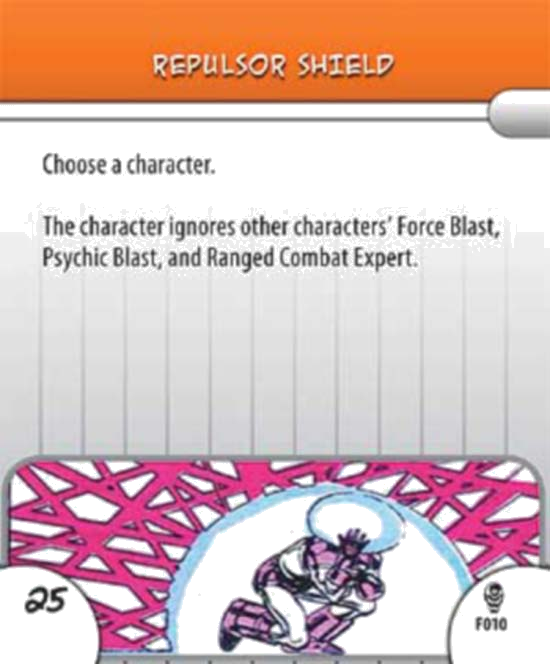 REPULSOR SHIELD
Choose a character.
The character ignores other characters' Force Blast,
Psychic Blast, and Ranged Combat Expert.
25
F010